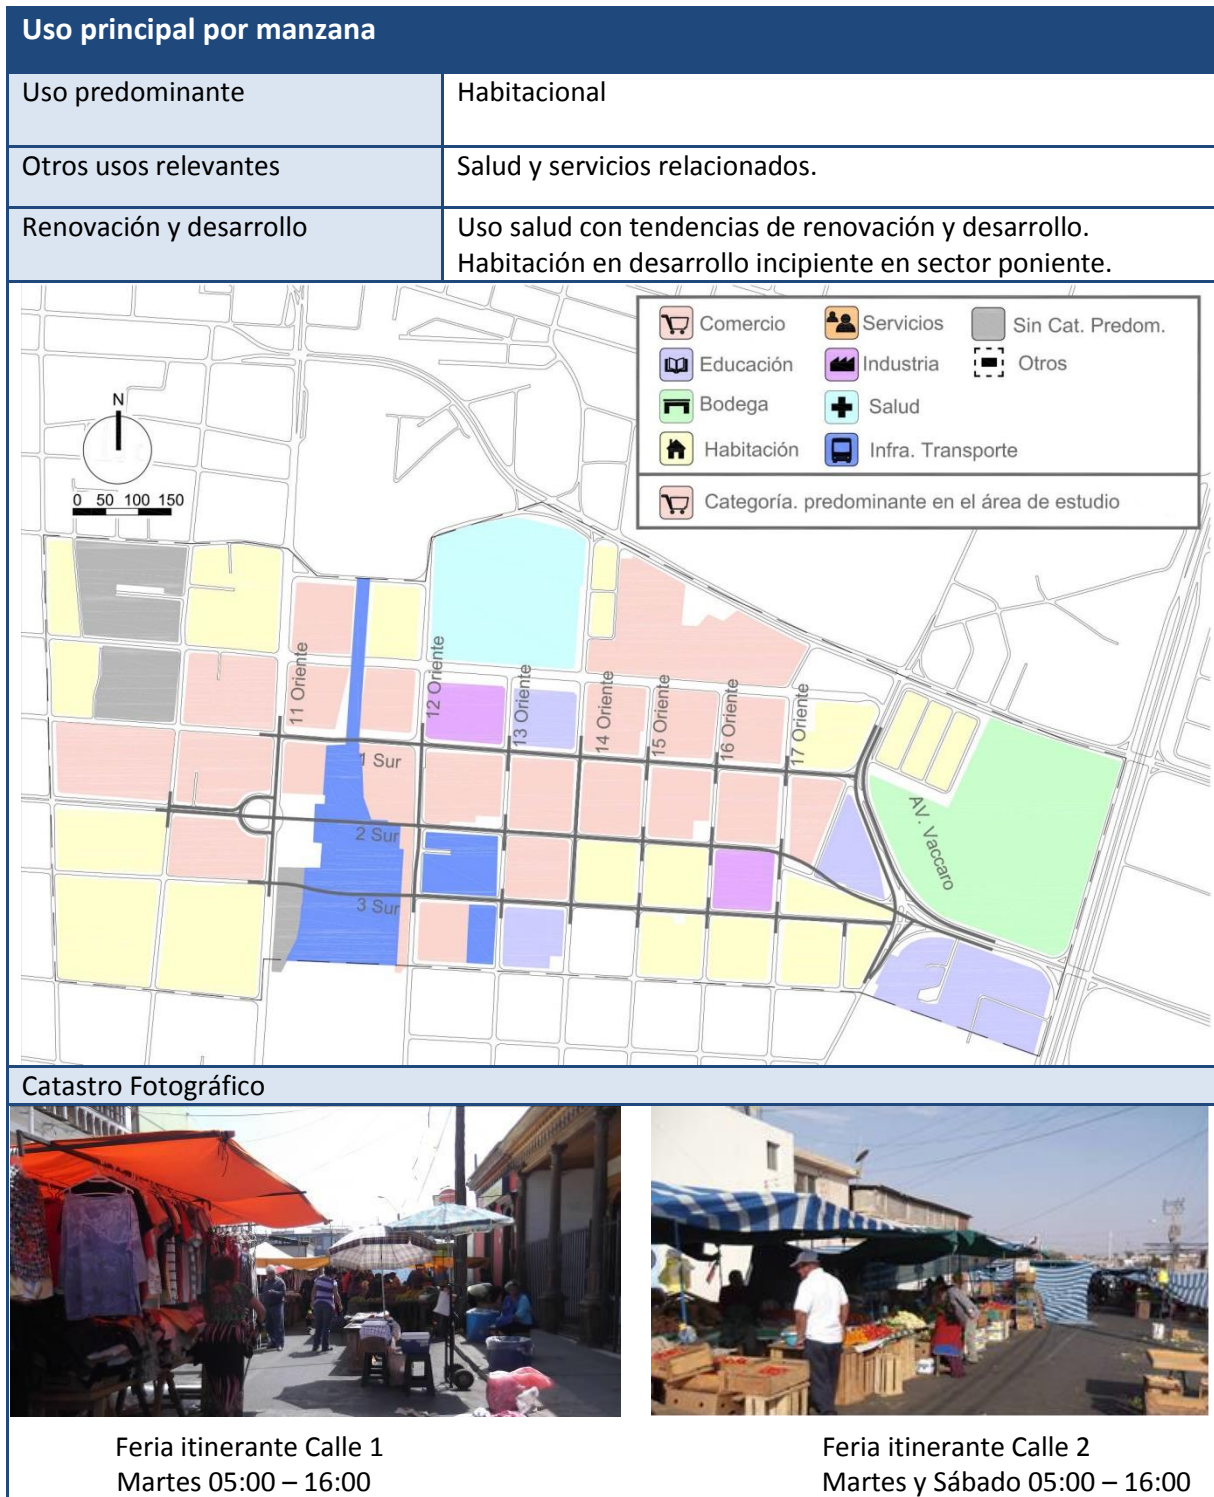 Uso principal por manzana
Uso predominante
Habitacional
Otros usos relevantes
Salud y servicios relacionados.
Renovación y desarrollo
Uso salud con tendencias de renovación y desarrollo.
Habitación en desarrollo incipiente en sector poniente.
Comercio
Servicios
Sin Cat. Predom.
Educación
Industria
Otros
Bodega
Salud
Habitación
Infra. Transporte
Categoría. predominante en el área de estudio
N
0 50 100 150
11 Oriente
12 Oriente
13 Oriente
14 Oriente
15 Oriente
16 Oriente
17 Oriente
1 Sur
2 Sur
3 Sur
AV. Vaccaro
Catastro Fotográfico
Feria itinerante Calle 1
Martes 05:00 – 16:00
Feria itinerante Calle 2
Martes y Sábado 05:00 – 16:00